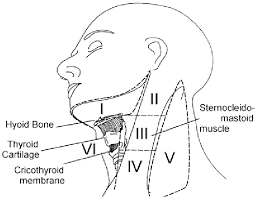 I
II
Sternocleido-
mastoid
muscle
Hyoid Bone
III
Thyroid
Cartilage
VI
IV
V
Cricothyroid
membrane